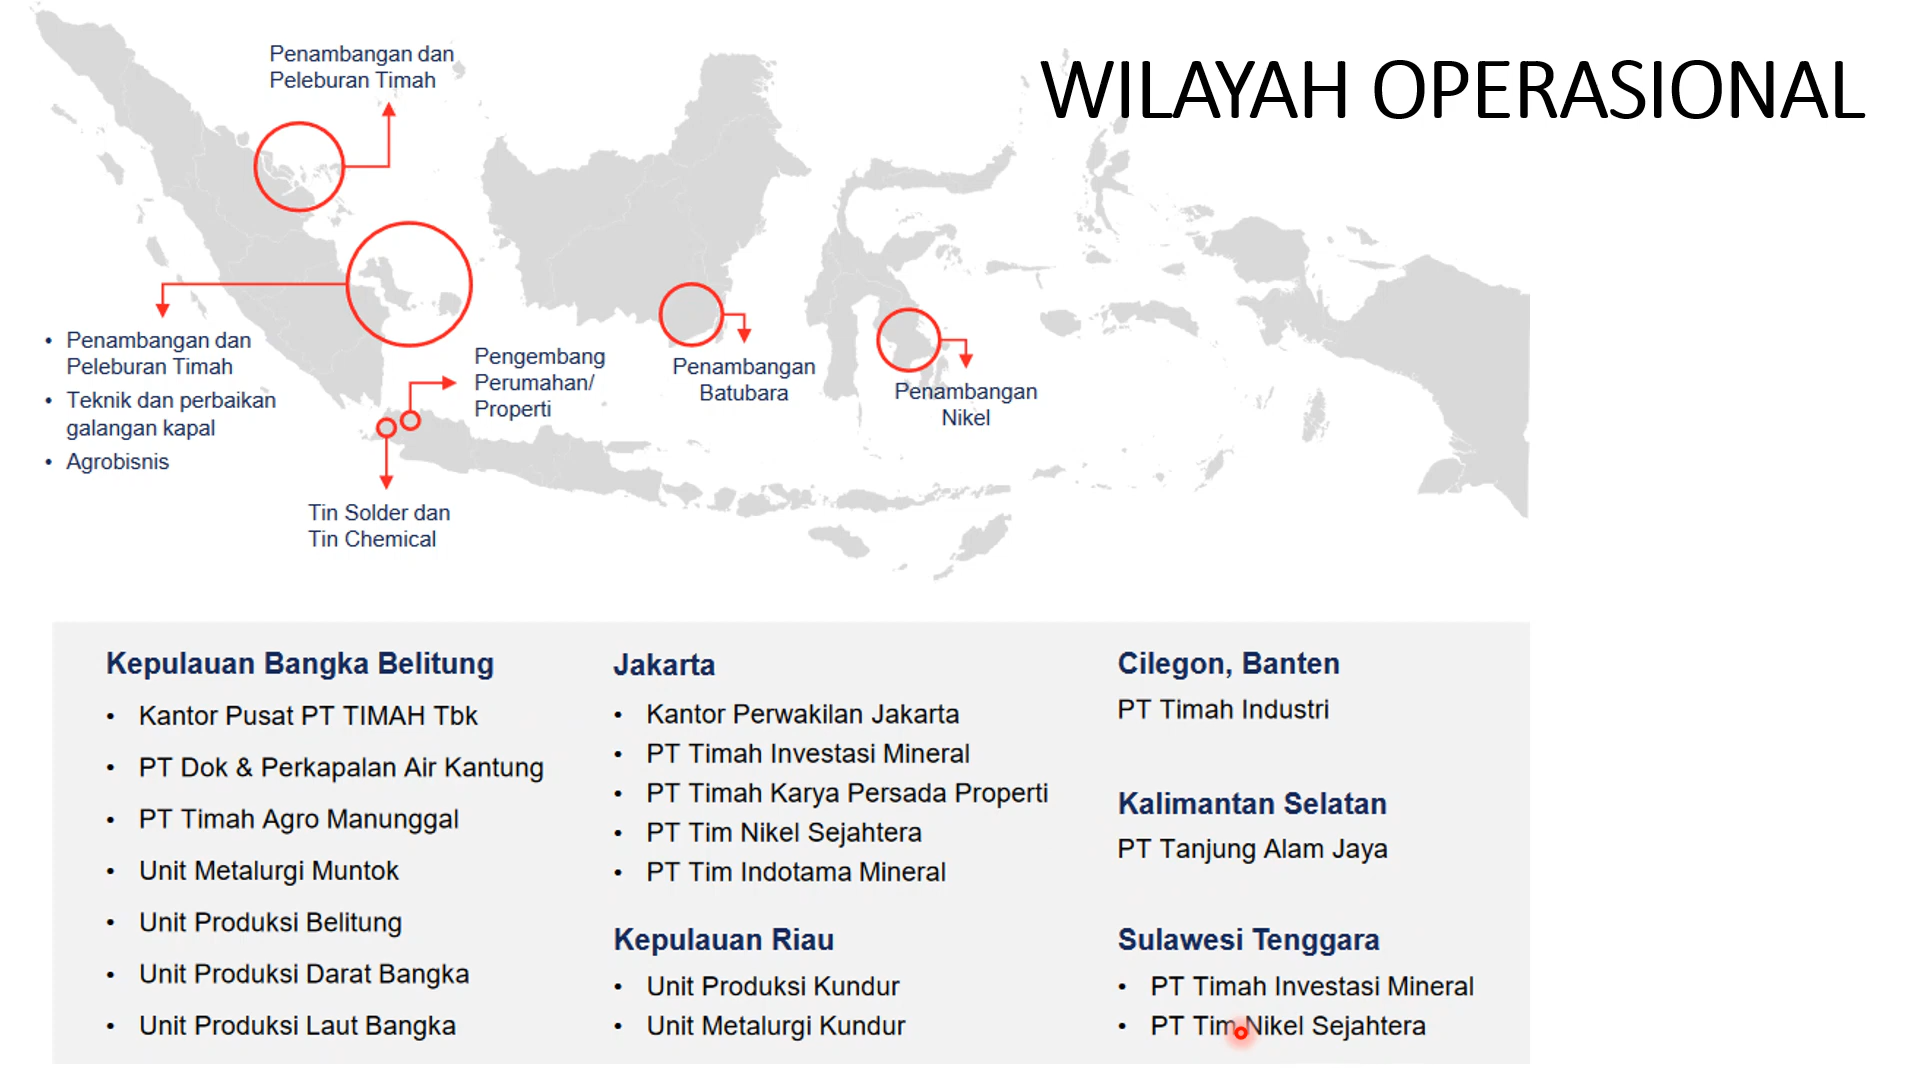 WILAYAH OPERASIONAL
Penambangan dan
Peleburan Timah
• Penambangan dan
Peleburan Timah
• Teknik dan perbaikan
galangan kapal
• Agrobisnis
Pengembang
Perumahan/
Properti
Tin Solder dan
Tin Chemical
Penambangan
Batubara
Penambangan
Nikel
Kepulauan Bangka Belitung
• Kantor Pusat PT TIMAH Tbk
• PT Dok & Perkapalan Air Kantung
• PT Timah Agro Manunggal
• Unit Metalurgi Muntok
• Unit Produksi Belitung
• Unit Produksi Darat Bangka
• Unit Produksi Laut Bangka
Jakarta
• Kantor Perwakilan Jakarta
• PT Timah Investasi Mineral
• PT Timah Karya Persada Properti
• PT Tim Nikel Sejahtera
• PT Tim Indotama Mineral
Kepulauan Riau
• Unit Produksi Kundur
• Unit Metalurgi Kundur
Cilegon, Banten
PT Timah Industri
Kalimantan Selatan
PT Tanjung Alam Jaya
Sulawesi Tenggara
• PT Timah Investasi Mineral
• PT Tim Nikel Sejahtera